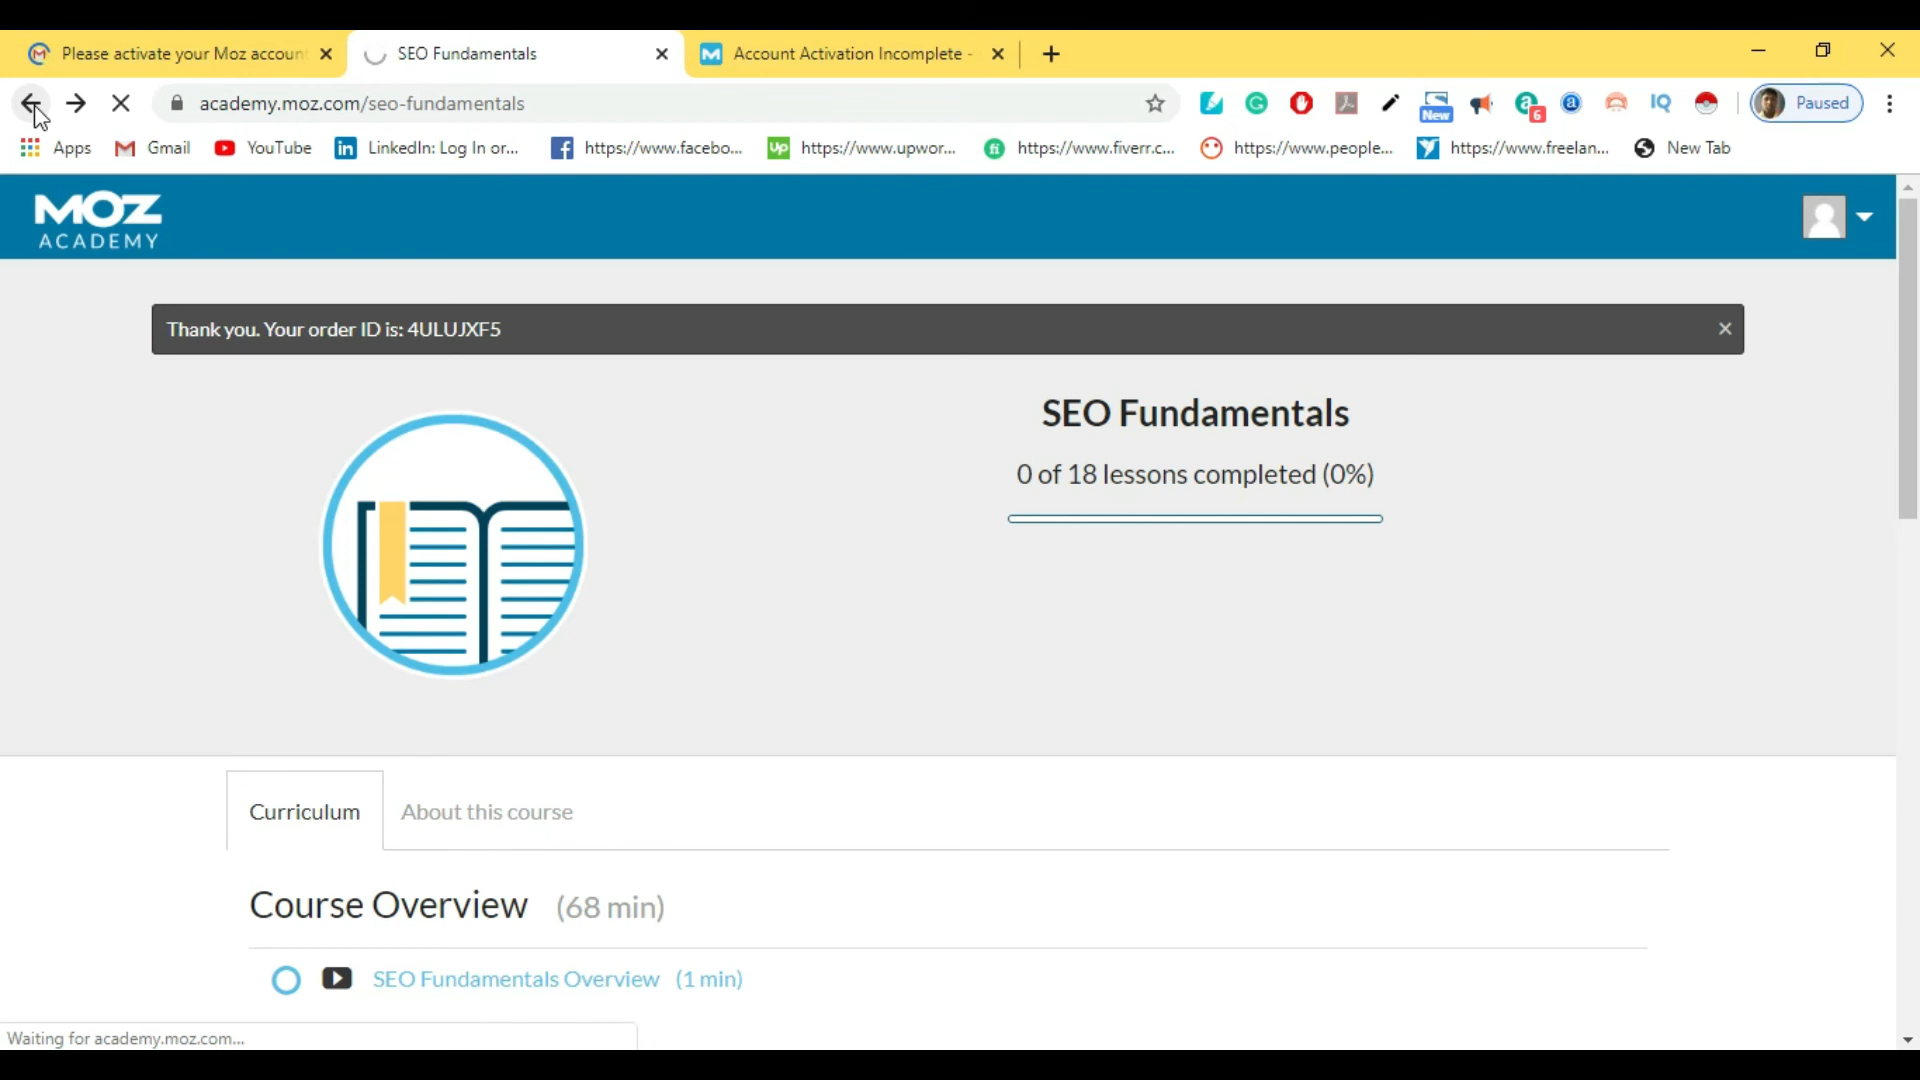 Please activate your Moz accoun
SEO Fundamentals
Account Activation Incomplete -
academy.moz.com/seo-fundamentals
New
6
IQ
Paused
Apps
Gmail
YouTube
LinkedIn: Log In or...
https://www.facebo...
https://www.upwor...
https://www.fiverr.c...
https://www.people...
https://www.freelan...
New Tab
MOZ
ACADEMY
Thank you. Your order ID is: 4ULUJXF5
SEO Fundamentals
0 of 18 lessons completed (0%)
Curriculum
About this course
Course Overview (68 min)
SEO Fundamentals Overview (1 min)
Waiting for academy.moz.com...